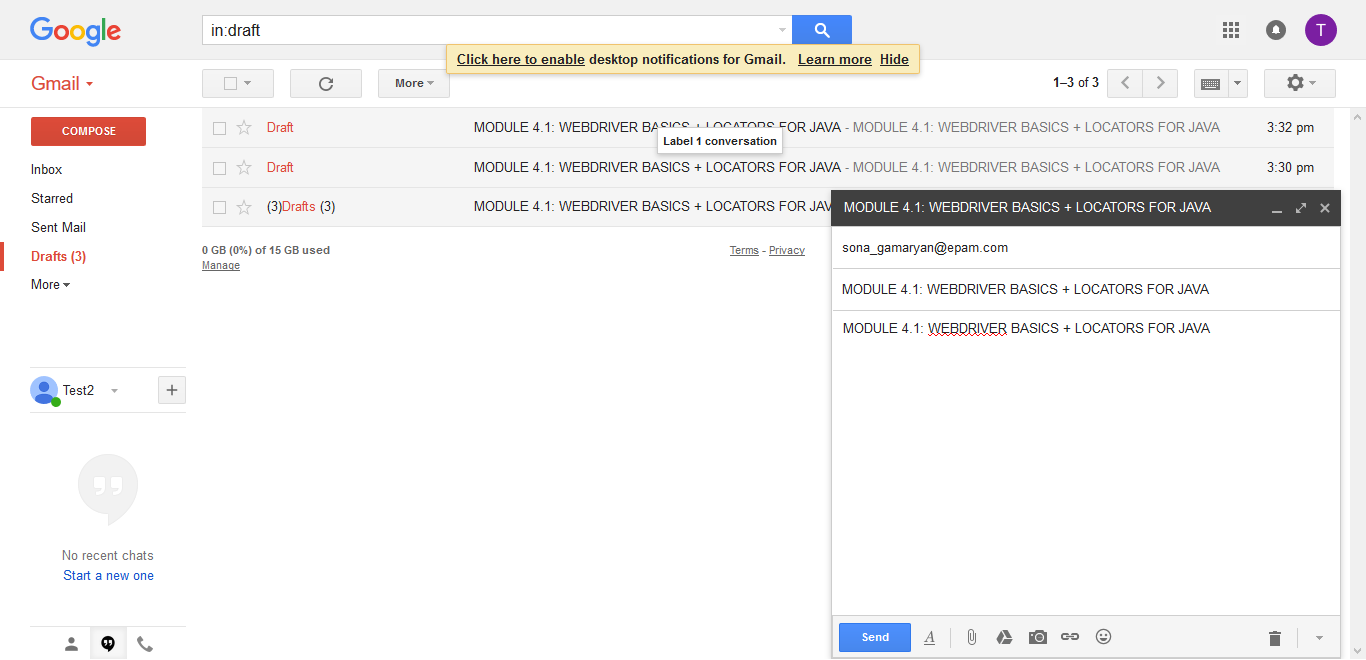 Google
in:draft
T
Click here to enable desktop notifications for Gmail. Learn more Hide
Gmail
More
1–3 of 3
COMPOSE
Inbox
Starred
Sent Mail
Drafts (3)
More
Draft MODULE 4.1: WEBDRIVER BASICS + LOCATORS FOR JAVA - MODULE 4.1: WEBDRIVER BASICS + LOCATORS FOR JAVA 3:32 pm
Label 1 conversation
Draft MODULE 4.1: WEBDRIVER BASICS + LOCATORS FOR JAVA - MODULE 4.1: WEBDRIVER BASICS + LOCATORS FOR JAVA 3:30 pm
(3)Drafts (3) MODULE 4.1: WEBDRIVER BASICS + LOCATORS FOR JAV
0 GB (0%) of 15 GB used
Manage
Terms - Privacy
MODULE 4.1: WEBDRIVER BASICS + LOCATORS FOR JAVA
sona_gamaryan@epam.com
MODULE 4.1: WEBDRIVER BASICS + LOCATORS FOR JAVA
MODULE 4.1: WEBDRIVER BASICS + LOCATORS FOR JAVA
Test2
No recent chats
Start a new one
Send
A